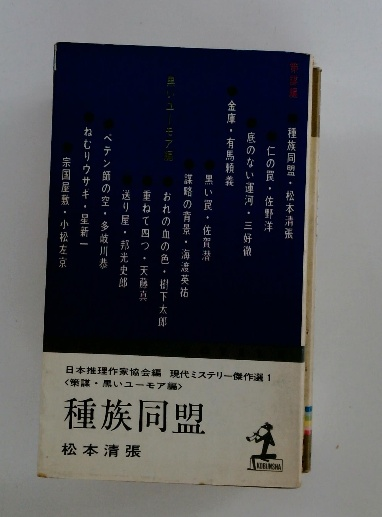 種族同盟・松本清張
仁の罠・佐野洋
底のない運河・三好徹
金庫・有馬頼義
黒い罠・佐賀潜
謀略の背景・海渡英祐
黒いユーモア編
おれの血の色・樹下太郎
重ねて四つ・天藤真
送り屋・邦光史郎
ペテン師の空・多岐川恭
ねむりウサギ・星新一
宗国屋敷・小松左京
日本推理作家協会編 現代ミステリー傑作選1
〈策謀・黒いユーモア編〉
種族同盟
松本清張
KOBUNSHA